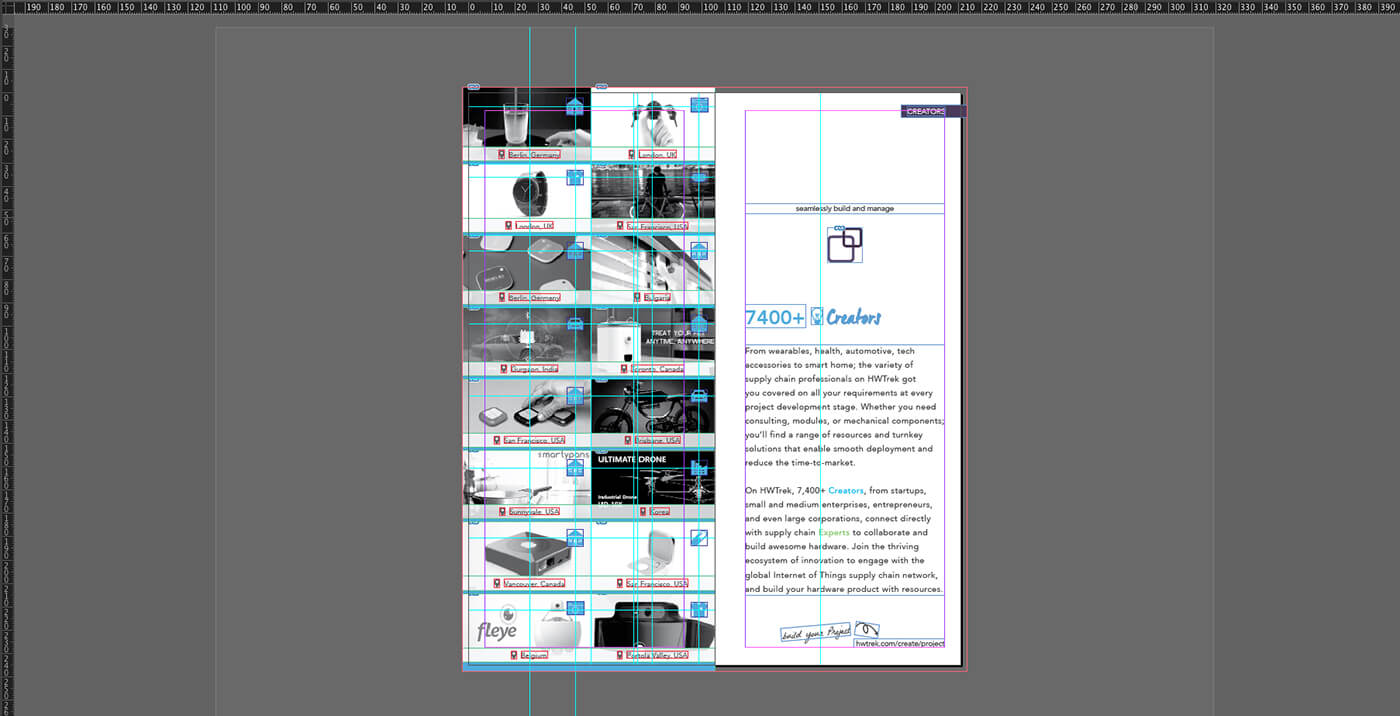 190 180 170 160 150 140 130 120 110 100 90 80 70 60 50 40 30 20 10 0 10 20 30 40 50 60 70 80 90 100 110 120 130 140 150 160 170 180 190 200 210 220 230 240 250 260 270 280 290 300 310 320 330 340 350 360 370 380 390
Berlin, Germany
London, UK
London, UK
San Francisco, USA
Berlin, Germany
Bulgaria
TREAT YOUR PET
ANYTIME, ANYWHERE
Gurgaon, India
Toronto, Canada
San Francisco, USA
Brisbane, USA
smartypans
ULTIMATE DRONE
Industrial Drone
Sunnyvale, USA
Korea
Vancouver, Canada
San Francisco, USA
fleye
Belgium
Portola Valley, USA
CREATORS
seamlessly build and manage
7400+ Creators
From wearables, health, automotive, tech
accessories to smart home; the variety of
supply chain professionals on HWTrek got
you covered on all your requirements at every
project development stage. Whether you need
consulting, modules, or mechanical components;
you'll find a range of resources and turnkey
solutions that enable smooth deployment and
reduce the time-to-market.
On HWTrek, 7,400+ Creators, from startups,
small and medium enterprises, entrepreneurs,
and even large corporations, connect directly
with supply chain Experts to collaborate and
build awesome hardware. Join the thriving
ecosystem of innovation to engage with the
global Internet of Things supply chain network,
and build your hardware product with resources.
build your Project
hwtrek.com/create/project